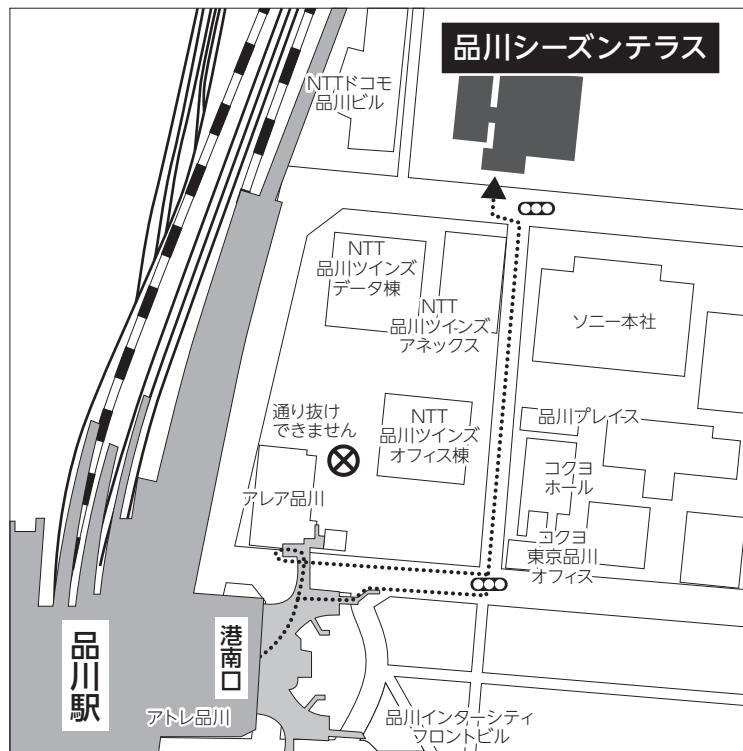 品川シーズンテラス
NTTドコモ
品川ビル
NTT
品川ツインズ
データ棟
NTT
品川ツインズ
アネックス
ソニー本社
通り抜け
できません
NTT
品川ツインズ
オフィス棟
品川プレイス
コクヨ
ホール
アレア品川
コクヨ
東京品川
オフィス
港南口
品川駅
アトレ品川
品川インターシティ
フロントビル